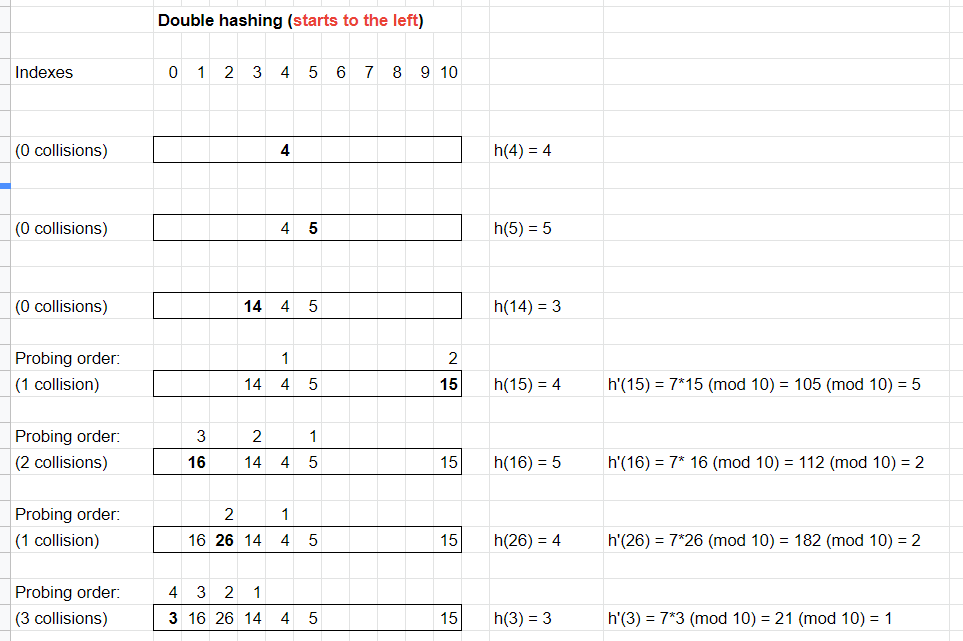 Double hashing (starts to the left)
Indexes 0 1 2 3 4 5 6 7 8 9 10
(0 collisions) 4 h(4) = 4
(0 collisions) 4 5 h(5) = 5
(0 collisions) 14 4 5 h(14) = 3
Probing order: 1 2
(1 collision) 14 4 5 15 h(15) = 4 h'(15) = 7*15 (mod 10) = 105 (mod 10) = 5
Probing order: 3 2 1
(2 collisions) 16 14 4 5 15 h(16) = 5 h'(16) = 7* 16 (mod 10) = 112 (mod 10) = 2
Probing order: 2 1
(1 collision) 16 26 14 4 5 15 h(26) = 4 h'(26) = 7*26 (mod 10) = 182 (mod 10) = 2
Probing order: 4 3 2 1
(3 collisions) 3 16 26 14 4 5 15 h(3) = 3 h'(3) = 7*3 (mod 10) = 21 (mod 10) = 1